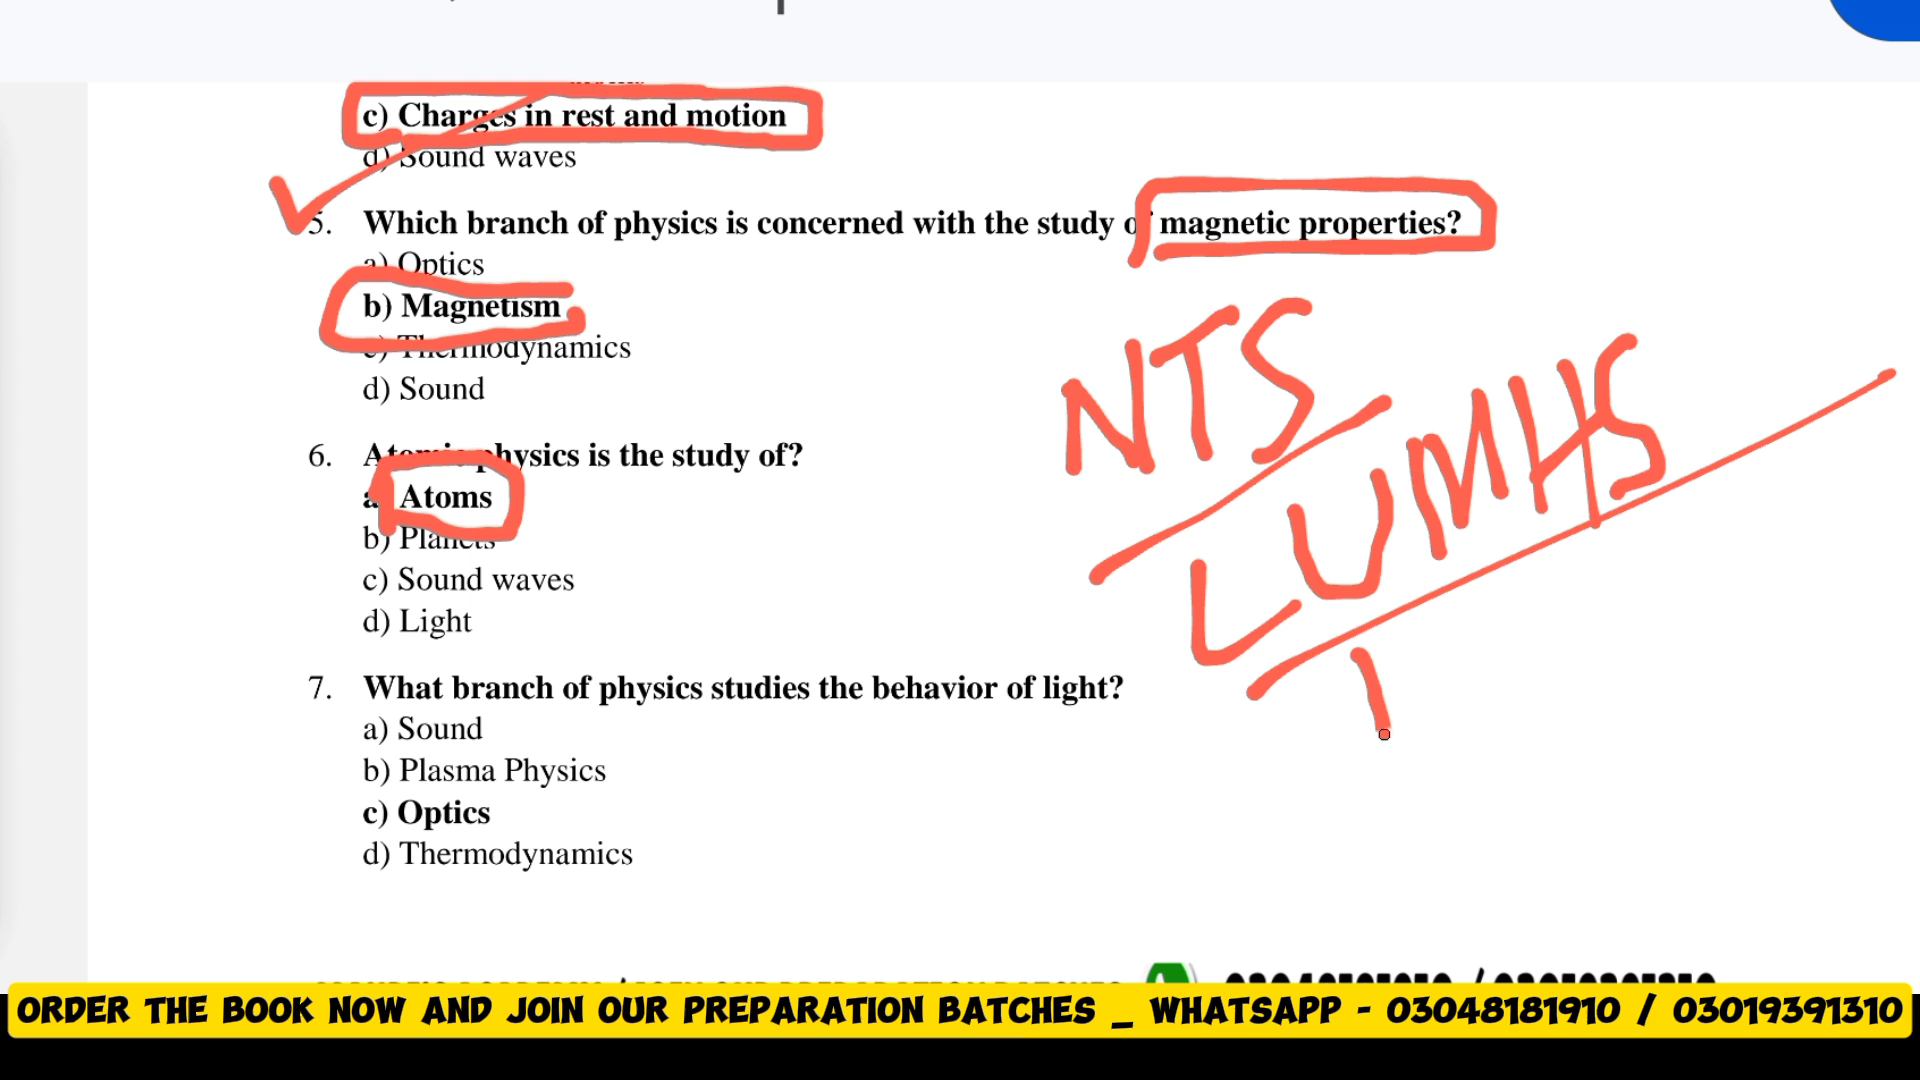 c) Charges in rest and motion
d) Sound waves
5. Which branch of physics is concerned with the study of magnetic properties?
a) Optics
b) Magnetism
c) Thermodynamics
d) Sound
NTS
LUMHS
6. Atomic physics is the study of?
a) Atoms
b) Planets
c) Sound waves
d) Light
7. What branch of physics studies the behavior of light?
a) Sound
b) Plasma Physics
c) Optics
d) Thermodynamics
ORDER THE BOOK NOW AND JOIN OUR PREPARATION BATCHES _ WHATSAPP - 03048181910 / 03019391310